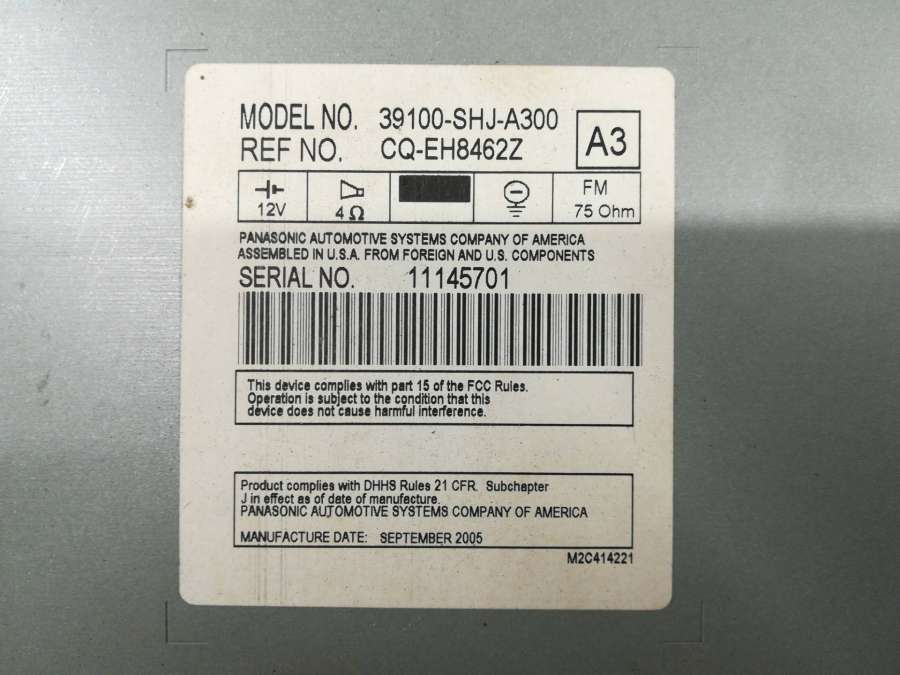 MODEL NO. 39100-SHJ-A300
REF NO. CQ-EH8462Z
A3
12V
4Ω
FM
75 Ohm
PANASONIC AUTOMOTIVE SYSTEMS COMPANY OF AMERICA
ASSEMBLED IN U.S.A. FROM FOREIGN AND U.S. COMPONENTS
SERIAL NO. 11145701
This device complies with part 15 of the FCC Rules.
Operation is subject to the condition that this
device does not cause harmful interference.
Product complies with DHHS Rules 21 CFR. Subchapter
J in effect as of date of manufacture.
PANASONIC AUTOMOTIVE SYSTEMS COMPANY OF AMERICA
MANUFACTURE DATE: SEPTEMBER 2005
M2C414221